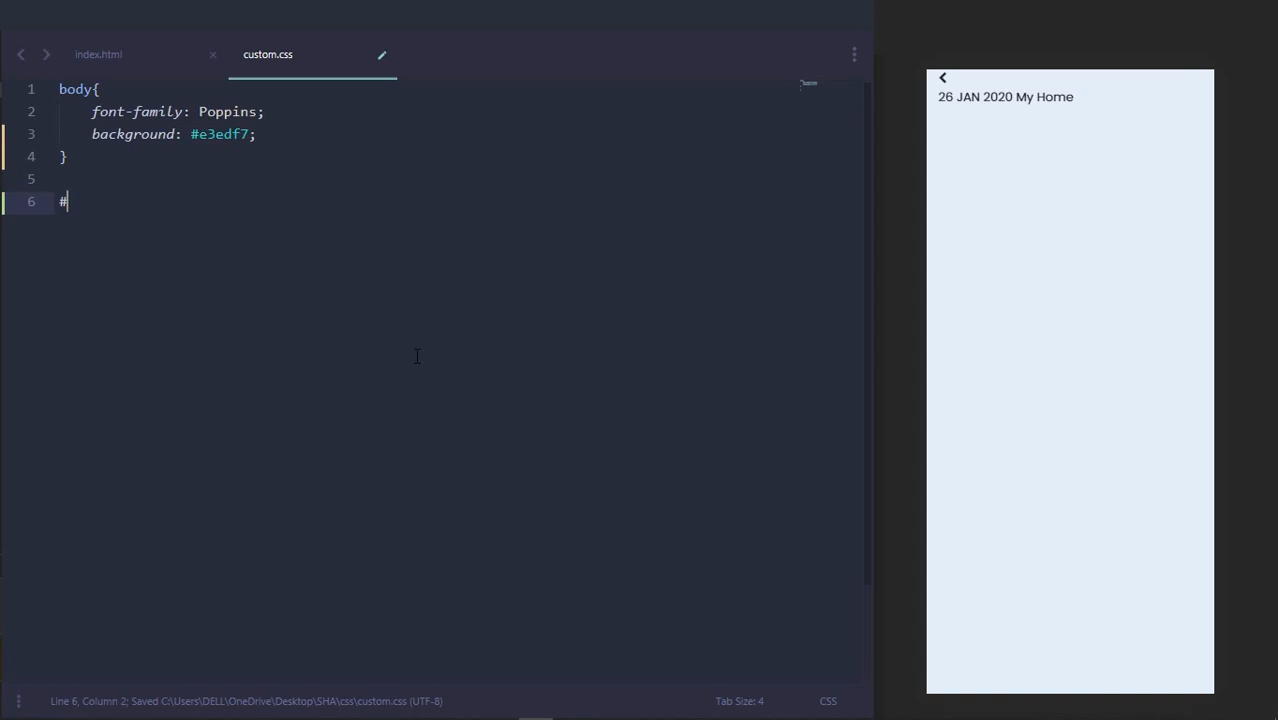 index.html
custom.css
1 body{
2 font-family: Poppins;
3 background: #e3edf7;
4 }
5
6 #
Line 6, Column 2; Saved C:\Users\DELL\OneDrive\Desktop\SHA\css\custom.css (UTF-8)
Tab Size: 4
CSS
26 JAN 2020 My Home